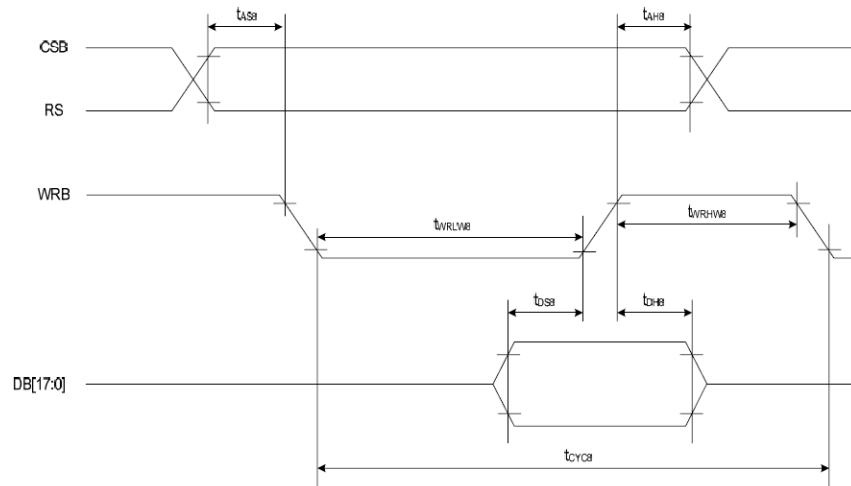 tAS8 tAH8
CSB
RS
WRB
tWRLW8 tWRHW8
tDS8 tDH8
DB[17:0]
tCYC8